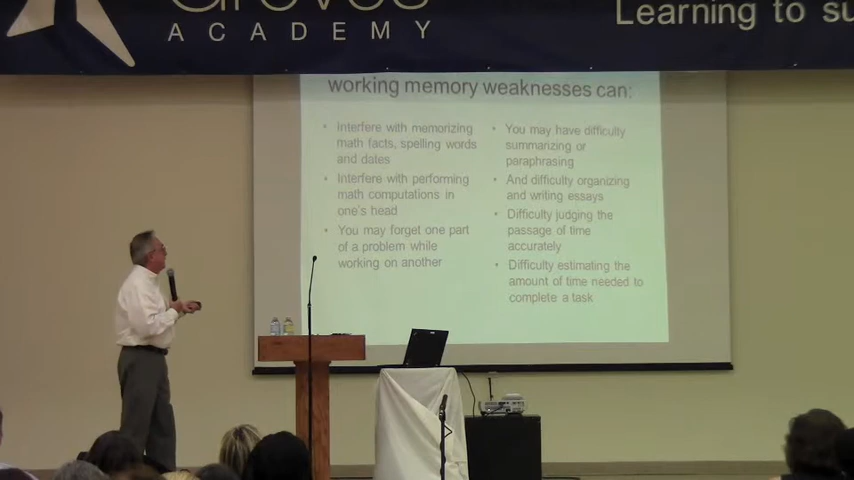 Groves
ACADEMY
Learning to su
working memory weaknesses can:
• Interfere with memorizing
math facts, spelling words
and dates
• Interfere with performing
math computations in
one's head
• You may forget one part
of a problem while
working on another
• You may have difficulty
summarizing or
paraphrasing
• And difficulty organizing
and writing essays
• Difficulty judging the
passage of time
accurately
• Difficulty estimating the
amount of time needed to
complete a task